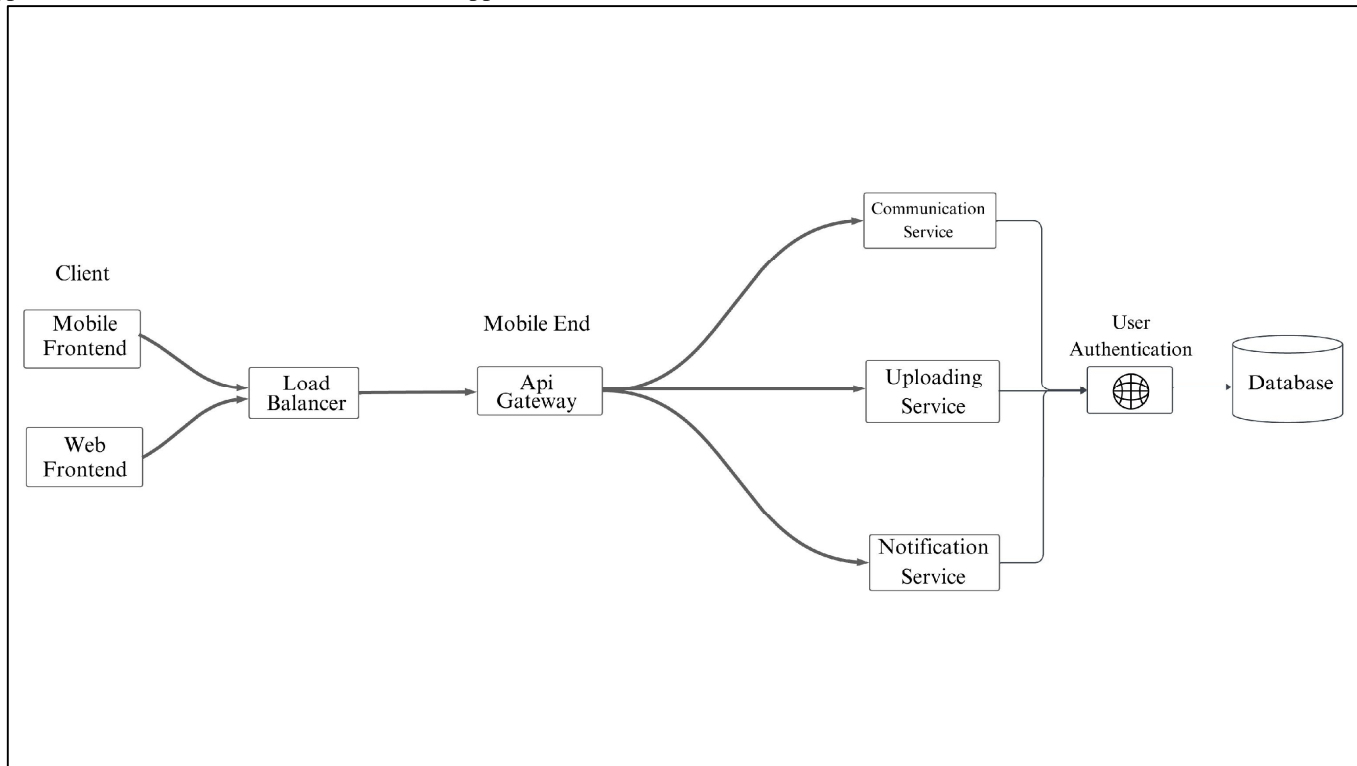 Client
Mobile
Frontend
Web
Frontend
Load
Balancer
Mobile End
Api
Gateway
Communication
Service
Uploading
Service
Notification
Service
User
Authentication
Database